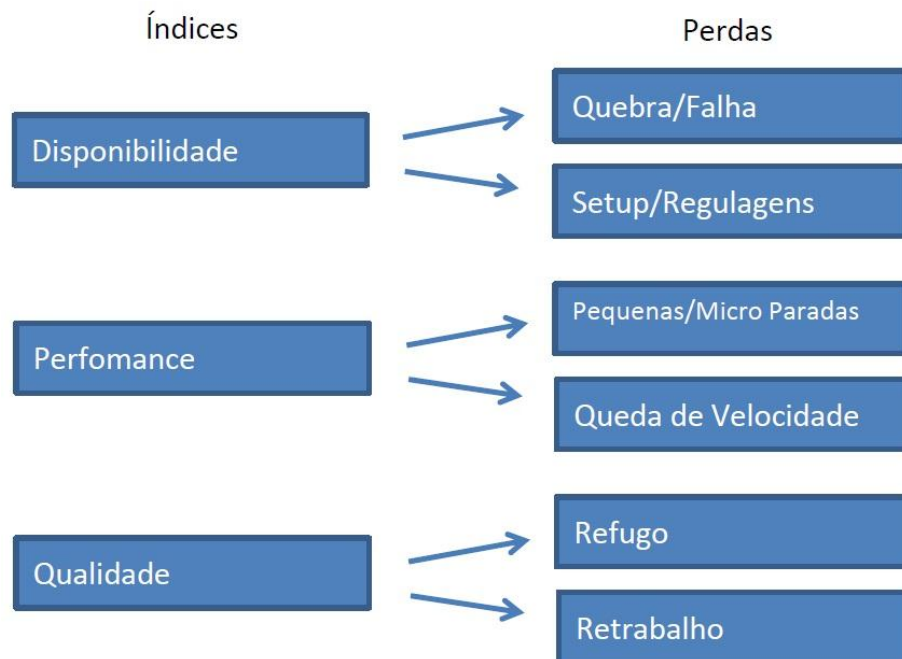 Índices
Perdas
Disponibilidade
Quebra/Falha
Setup/Regulagens
Perfomance
Pequenas/Micro Paradas
Queda de Velocidade
Qualidade
Refugo
Retrabalho